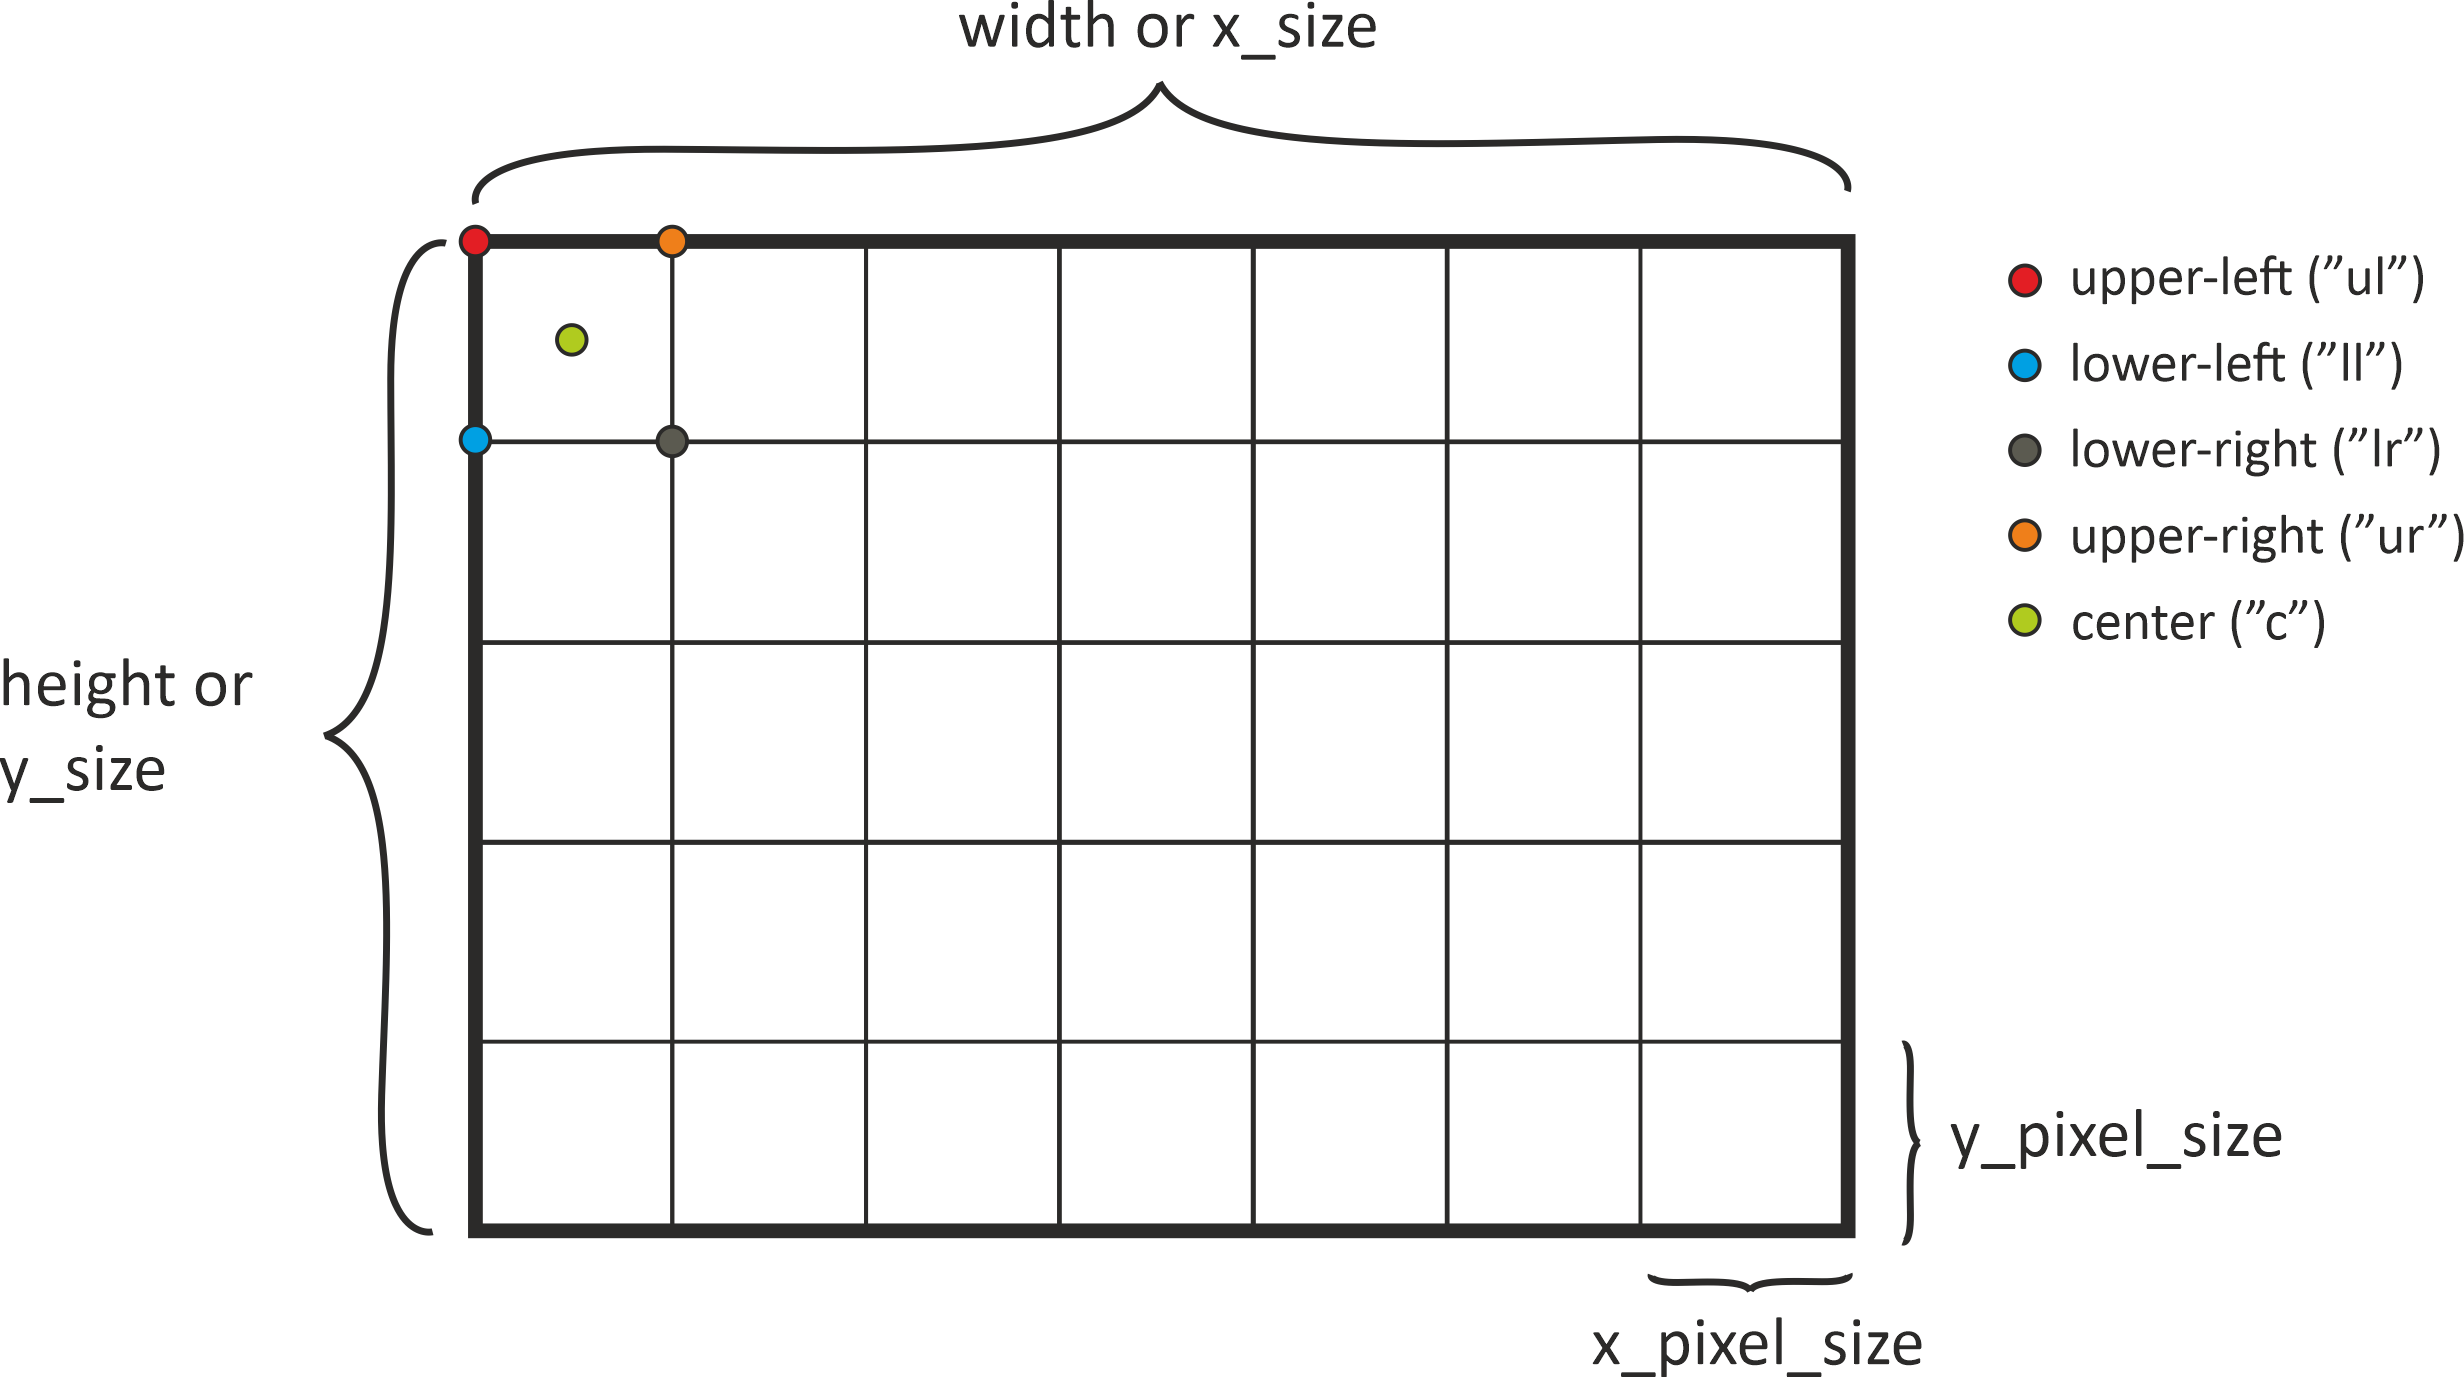 width or x_size
upper-left (”ul”)
lower-left (”ll”)
lower-right (”lr”)
upper-right (”ur”)
center (”c”)
height or
y_size
y_pixel_size
x_pixel_size